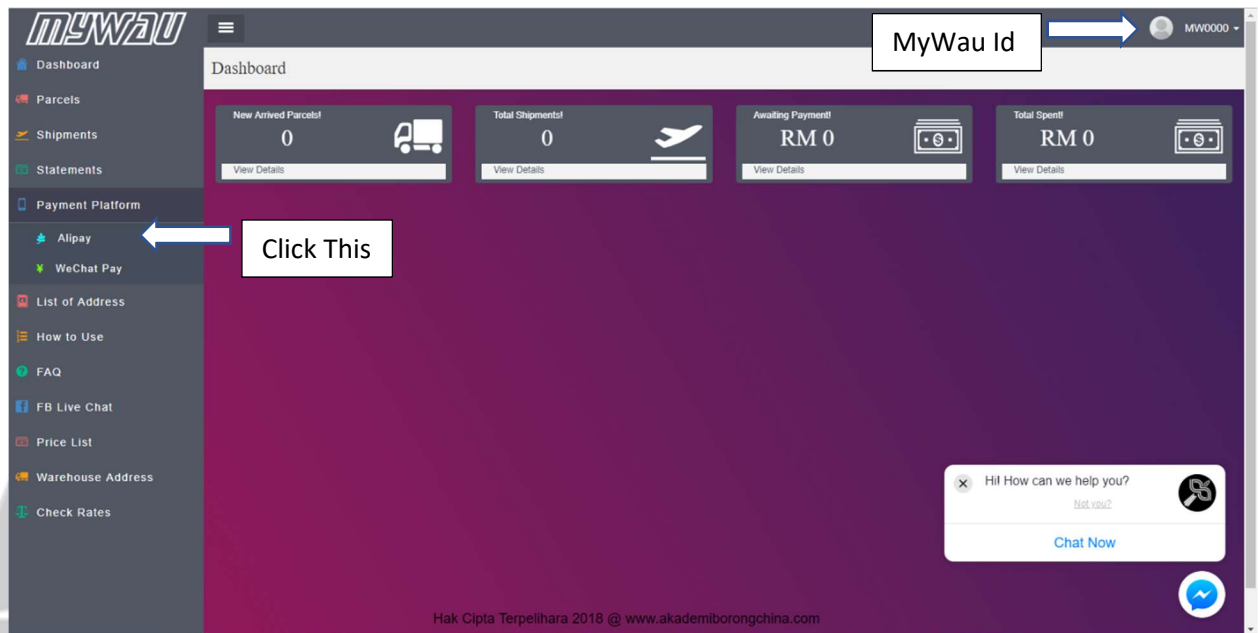 MYWAU
MyWau Id
MW0000
Dashboard
Parcels
Shipments
Statements
Payment Platform
Alipay
WeChat Pay
List of Address
How to Use
FAQ
FB Live Chat
Price List
Warehouse Address
Check Rates
Dashboard
New Arrived Parcels!
0
View Details
Total Shipments!
0
View Details
Awaiting Payment!
RM 0
View Details
Total Spent!
RM 0
View Details
Click This
Hi! How can we help you?
Not you?
Chat Now
Hak Cipta Terpelihara 2018 @ www.akademiborongchina.com